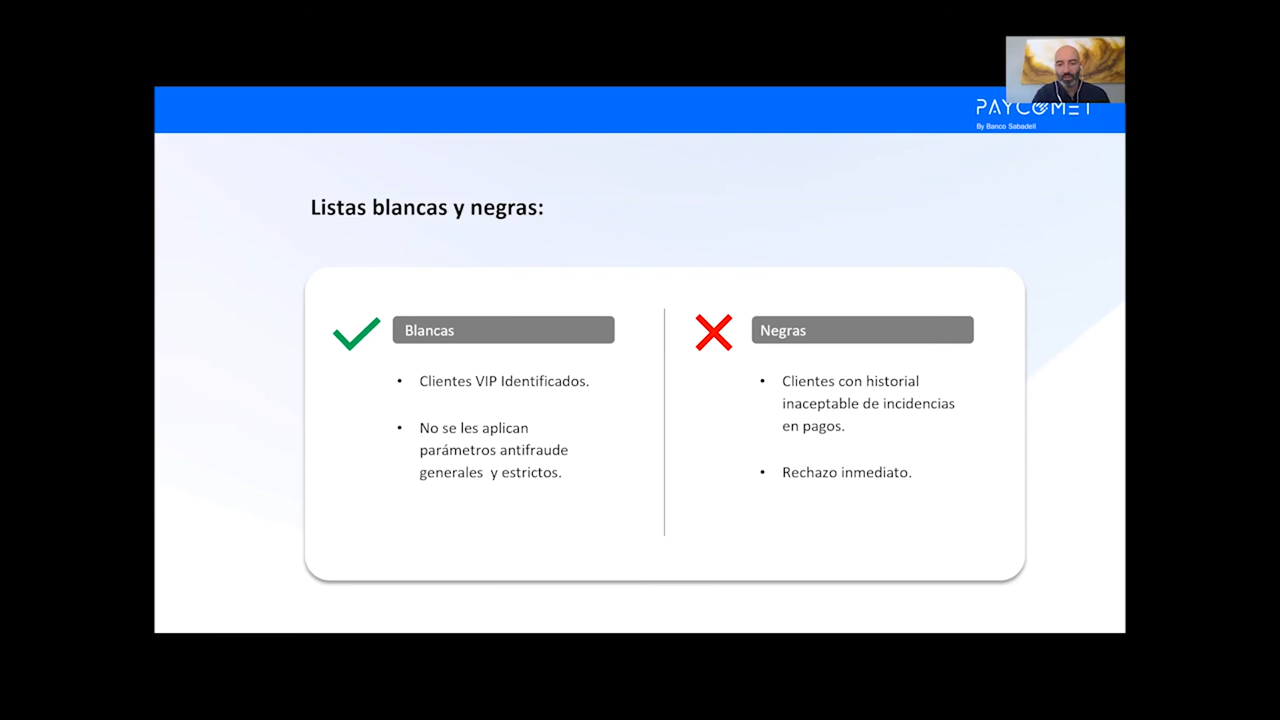 PAYCOMET
By Banco Sabadell
Listas blancas y negras:
Blancas
• Clientes VIP Identificados.
• No se les aplican
parámetros antifraude
generales y estrictos.
Negras
• Clientes con historial
inaceptable de incidencias
en pagos.
• Rechazo inmediato.